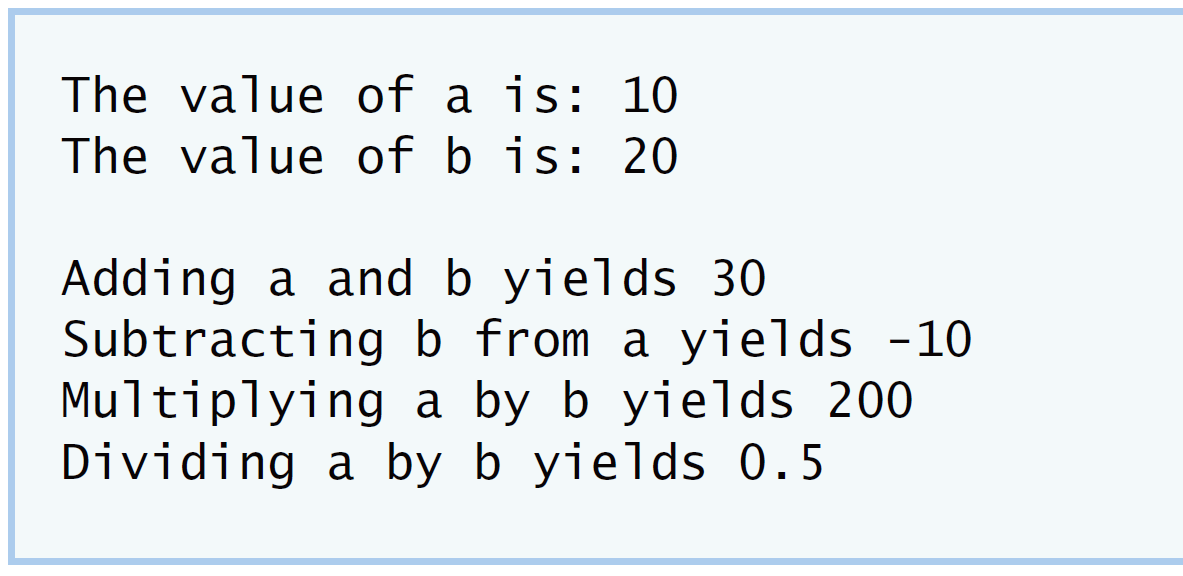 The value of a is: 10
The value of b is: 20
Adding a and b yields 30
Subtracting b from a yields -10
Multiplying a by b yields 200
Dividing a by b yields 0.5